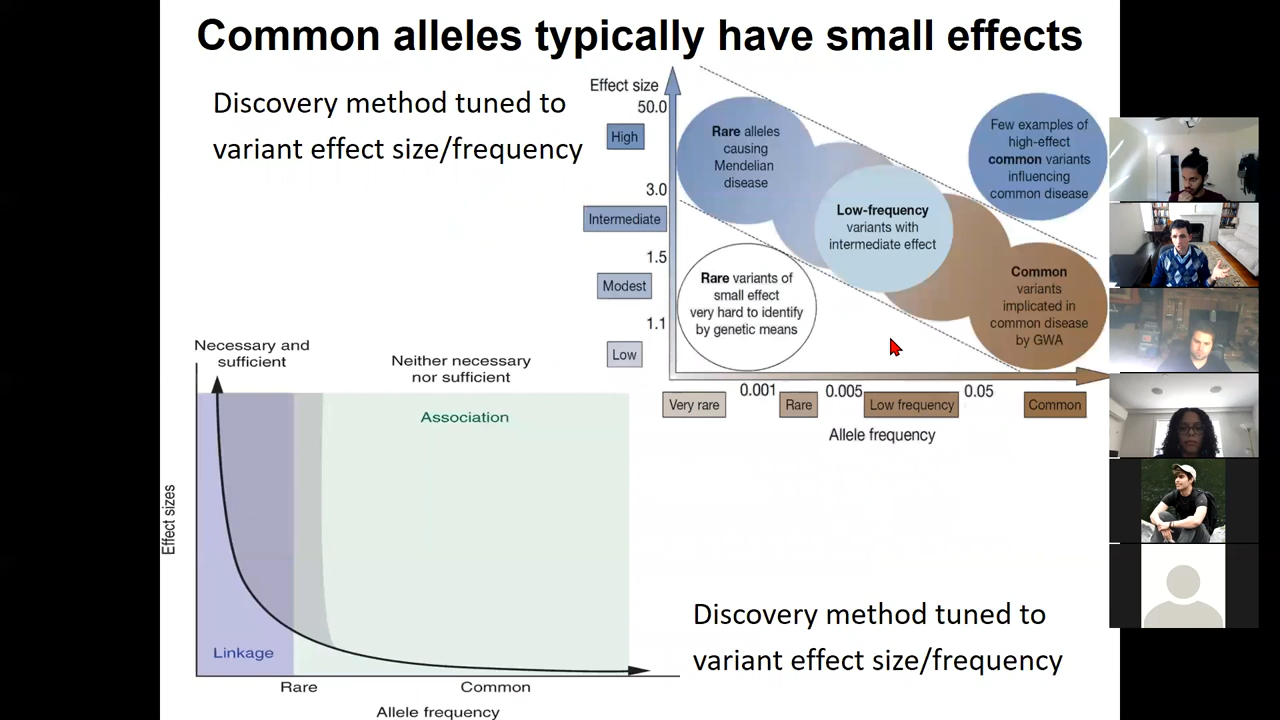 Common alleles typically have small effects
Discovery method tuned to
variant effect size/frequency
Effect size
50.0
High
3.0
Intermediate
1.5
Modest
1.1
Low
Rare alleles
causing
Mendelian
disease
Low-frequency
variants with
intermediate effect
Few examples of
high-effect
common variants
influencing
common disease
Rare variants of
small effect
very hard to identify
by genetic means
Common
variants
implicated in
common disease
by GWA
0.001
0.005
0.05
Very rare
Rare
Low frequency
Common
Allele frequency
Necessary and
sufficient
Neither necessary
nor sufficient
Association
Effect sizes
Linkage
Rare
Common
Allele frequency
Discovery method tuned to
variant effect size/frequency